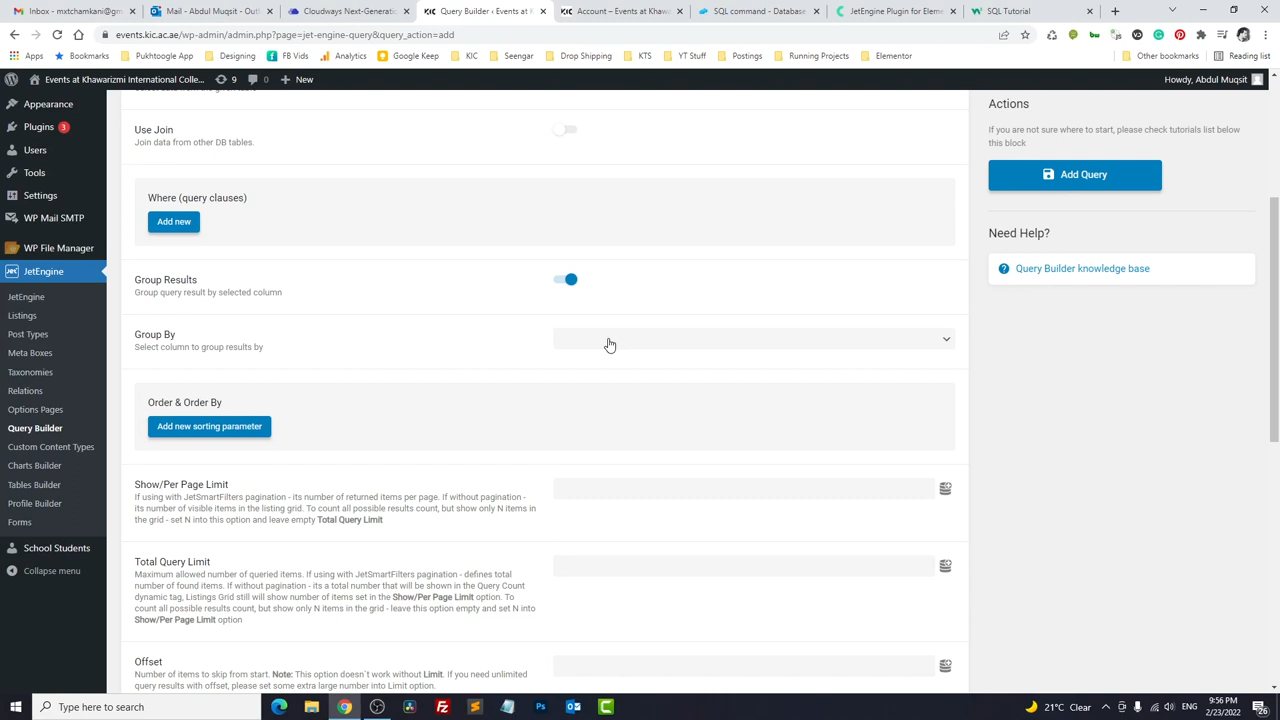 Inbox - mxtchamkani@
Mail - Abdul Muqsit - Out
Cloudways Next-Generatio
Query Builder ‹ Events at K
Account – Events at Khaw
SQL command - Database
JetEngine Plugin for Eleme
SQL Tutorial
events.kic.ac.ae/wp-admin/admin.php?page=jet-engine-query&query_action=add
Apps
Bookmarks
Pukhtoogle App
Designing
FB Vids
Analytics
Google Keep
KIC
Seengar
Drop Shipping
KTS
YT Stuff
Postings
Running Projects
Elementor
Other bookmarks
Reading list
Events at Khawarizmi International Colle...
9
0
New
Howdy, Abdul Muqsit
Appearance
Plugins 3
Users
Tools
Settings
WP Mail SMTP
WP File Manager
JetEngine
JetEngine
Listings
Post Types
Meta Boxes
Taxonomies
Relations
Options Pages
Query Builder
Custom Content Types
Charts Builder
Tables Builder
Profile Builder
Forms
School Students
Collapse menu
Use Join
Join data from other DB tables.
Where (query clauses)
Add new
Group Results
Group query result by selected column
Group By
Select column to group results by
Order & Order By
Add new sorting parameter
Show/Per Page Limit
If using with JetSmartFilters pagination - its number of returned items per page. If without pagination -
its number of visible items in the listing grid. To count all possible results count, but show only N items in
the grid - set N into this option and leave empty Total Query Limit
Total Query Limit
Maximum allowed number of queried items. If using with JetSmartFilters pagination - defines total
number of found items. If without pagination - its a total number that will be shown in the Query Count
dynamic tag, Listings Grid still will show number of items set in the Show/Per Page Limit option. To
count all possible results count, but show only N items in the grid - leave this option empty and set N into
Show/Per Page Limit option
Offset
Number of items to skip from start. Note: This option doesn`t work without Limit. If you need unlimited
query results with offset, please set some extra large number into Limit option.
Actions
If you are not sure where to start, please check tutorials list below
this block
Add Query
Need Help?
Query Builder knowledge base
Type here to search
21°C Clear
9:56 PM
2/23/2022
26